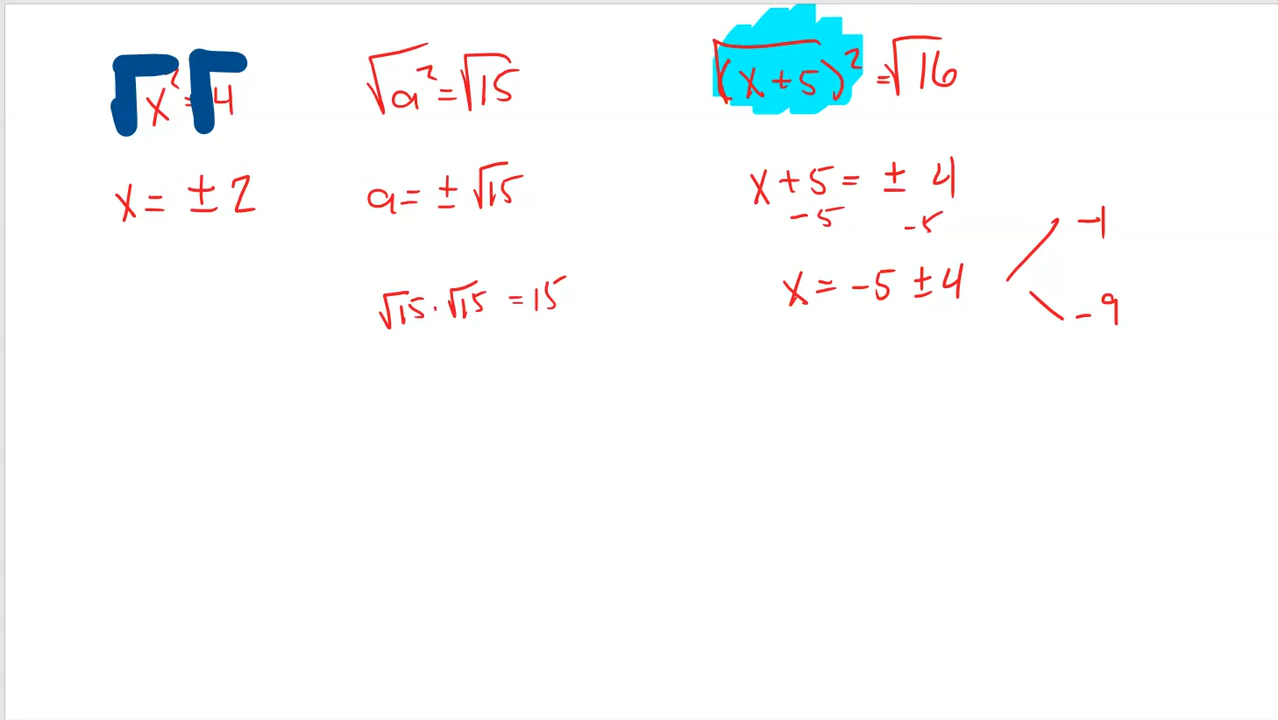 √x² = √4
x = ± 2
√a² = √15
a = ± √15
√15 · √15 = 15
√(x+5)² = √16
x + 5 = ± 4
-5 -5
x = -5 ± 4
-1
-9